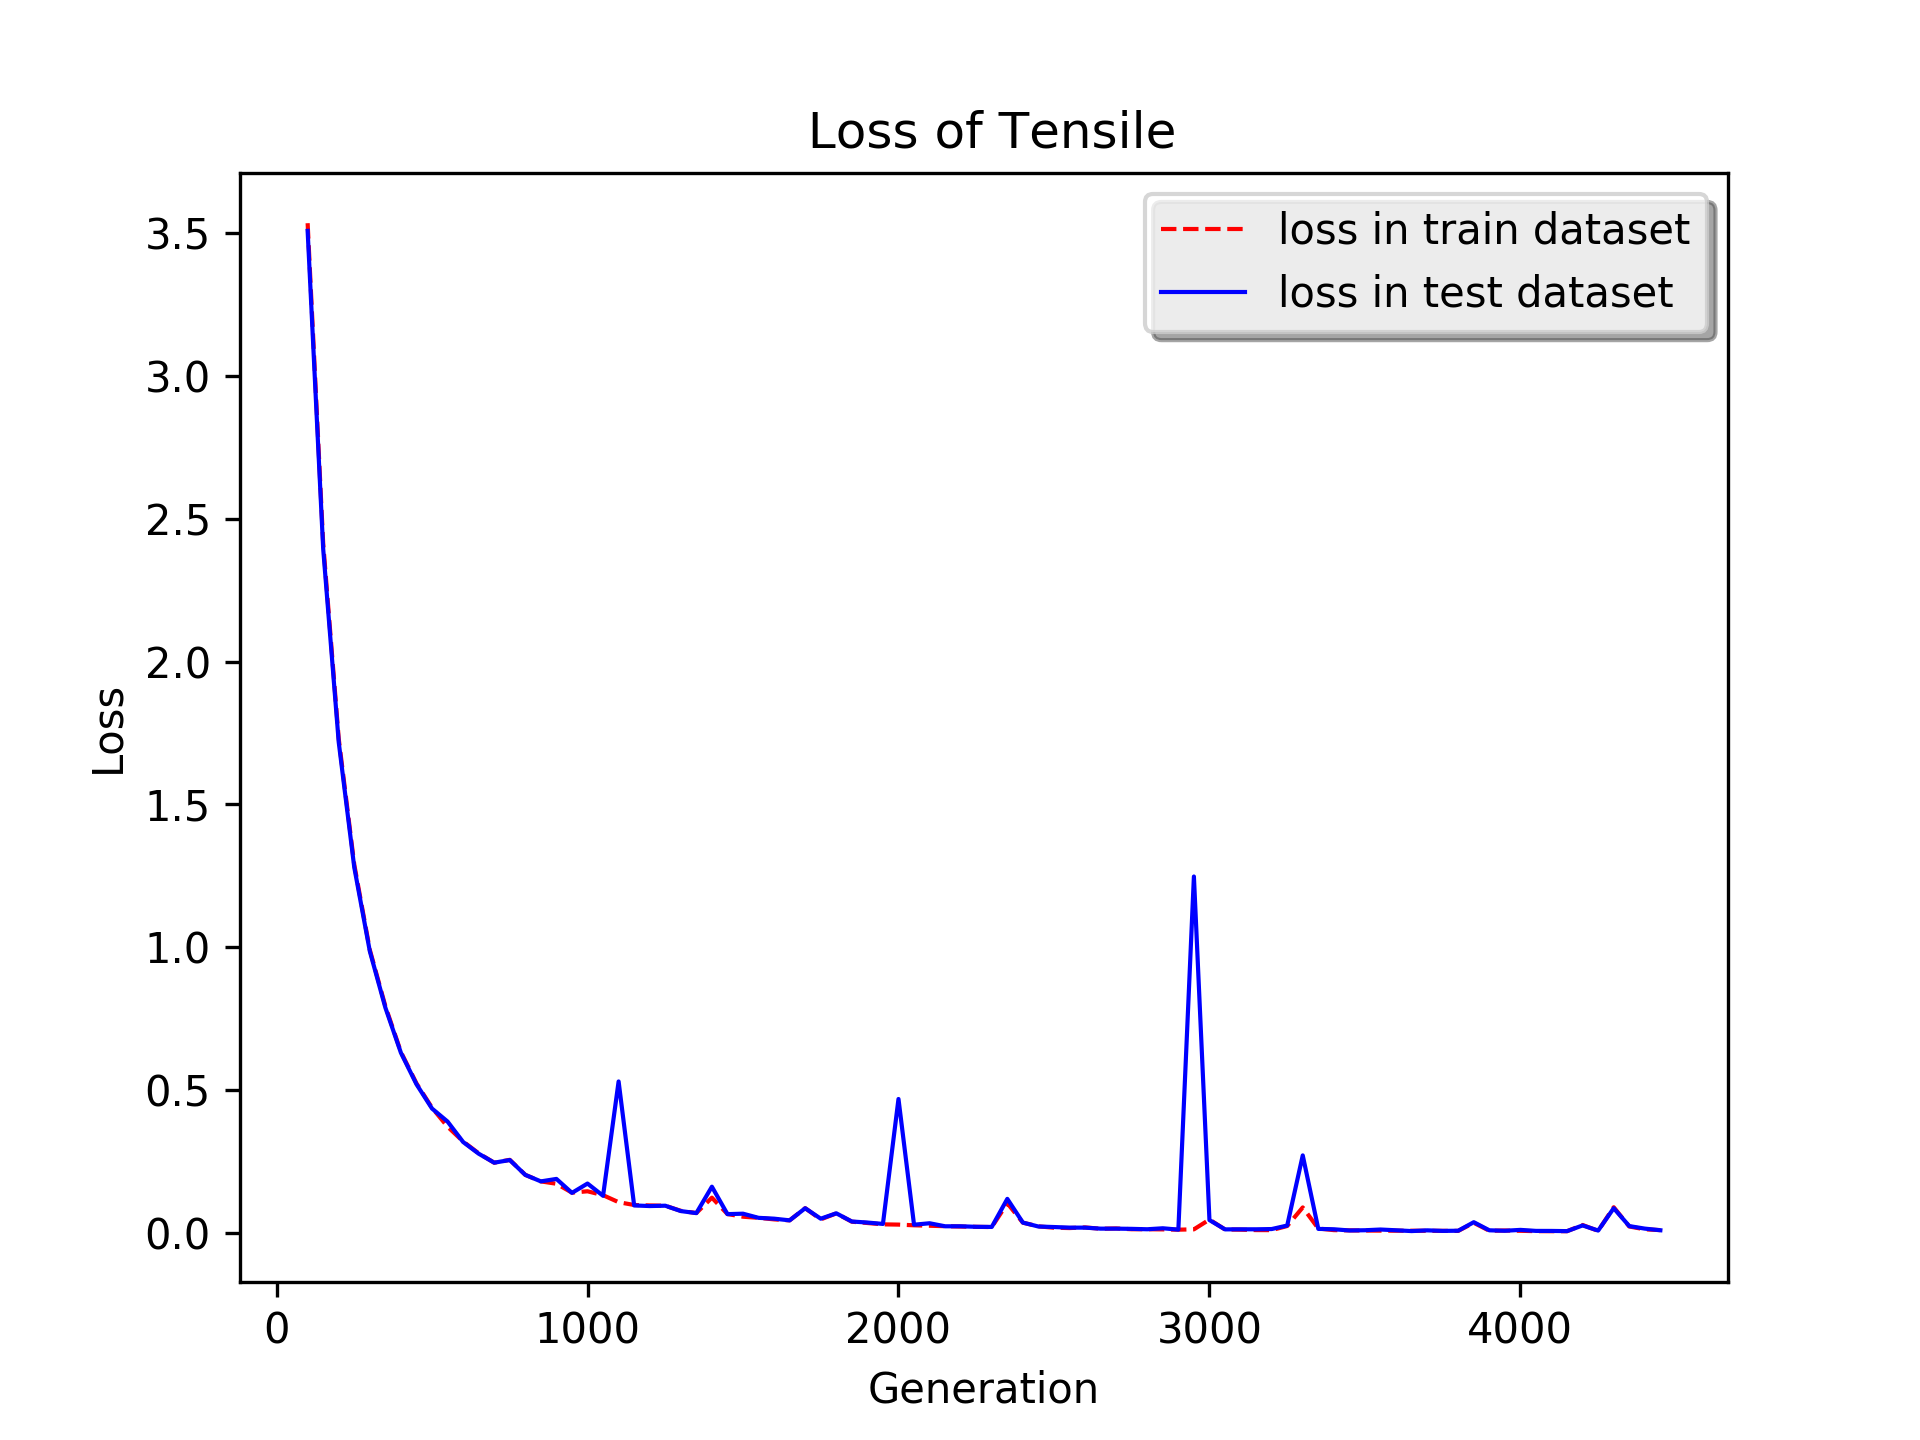 Loss of Tensile
loss in train dataset
loss in test dataset
3.5
3.0
2.5
2.0
1.5
1.0
0.5
0.0
Loss
0 1000 2000 3000 4000
Generation